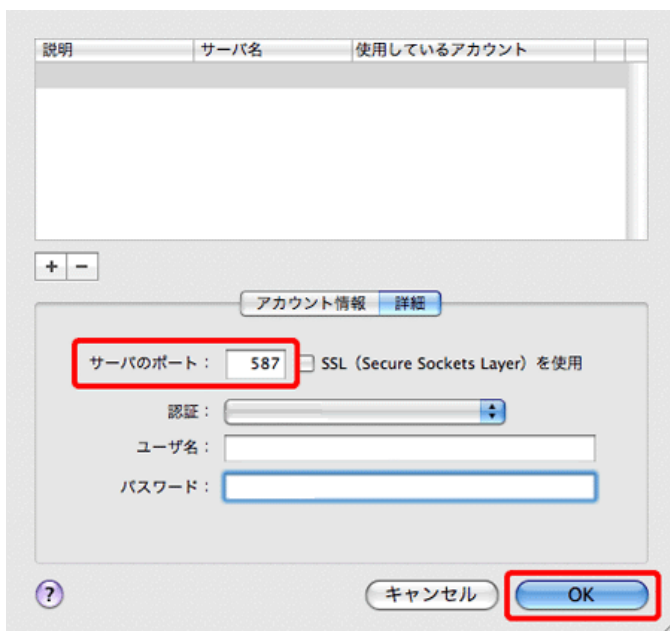 説明 サーバ名 使用しているアカウント
+ −
アカウント情報 詳細
サーバのポート： 587 SSL（Secure Sockets Layer）を使用
認証：
ユーザ名：
パスワード：
? キャンセル OK